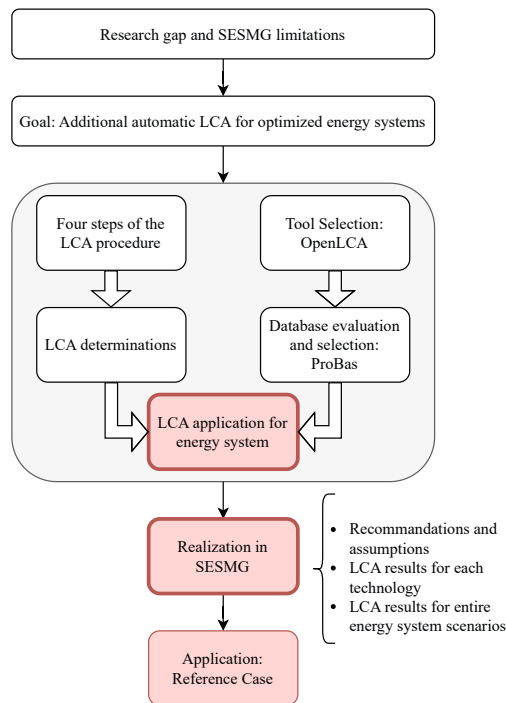 Research gap and SESMG limitations
Goal: Additional automatic LCA for optimized energy systems
Four steps of the
LCA procedure
Tool Selection:
OpenLCA
LCA determinations
Database evaluation
and selection:
ProBas
LCA application for
energy system
Realization in
SESMG
• Recommandations and
assumptions
• LCA results for each
technology
• LCA results for entire
energy system scenarios
Application:
Reference Case